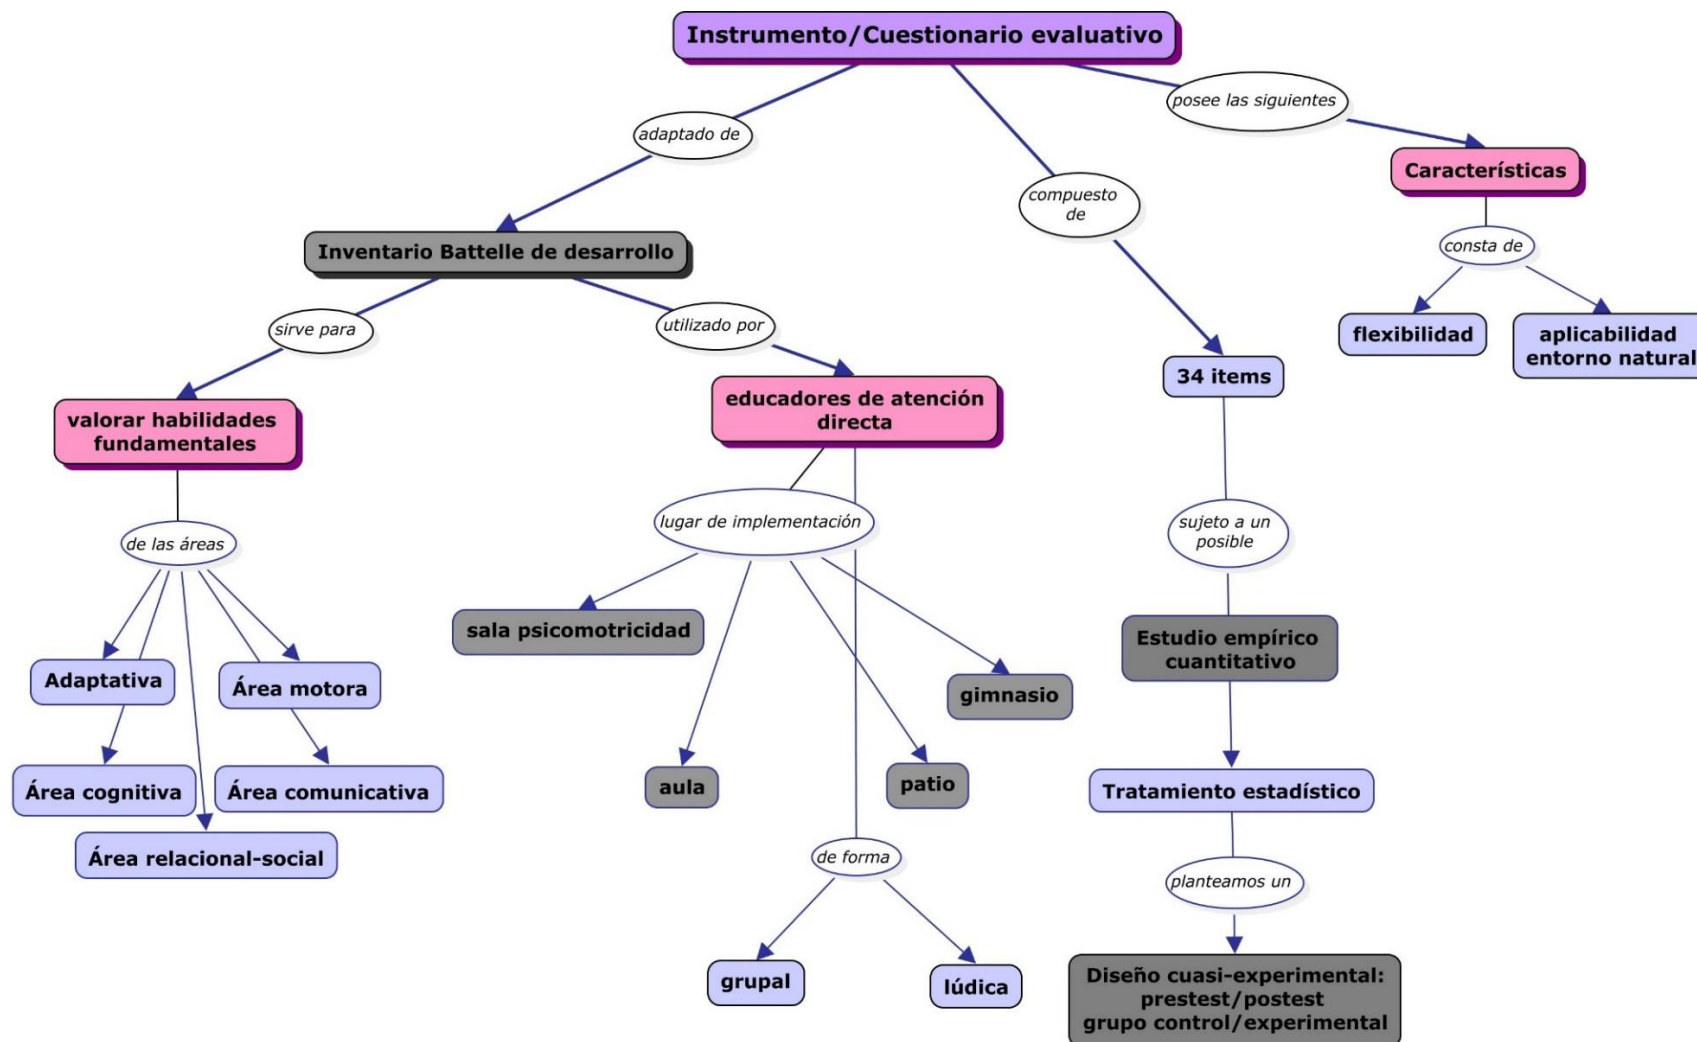 Instrumento/Cuestionario evaluativo
posee las siguientes
adaptado de
Características
compuesto
de
Inventario Battelle de desarrollo
consta de
sirve para
utilizado por
flexibilidad
aplicabilidad
entorno natural
34 items
valorar habilidades
fundamentales
educadores de atención
directa
de las áreas
lugar de implementación
sujeto a un
posible
sala psicomotricidad
Estudio empírico
cuantitativo
Adaptativa
Área motora
gimnasio
Área cognitiva
Área comunicativa
aula
patio
Tratamiento estadístico
Área relacional-social
de forma
planteamos un
grupal
lúdica
Diseño cuasi-experimental:
prestest/postest
grupo control/experimental